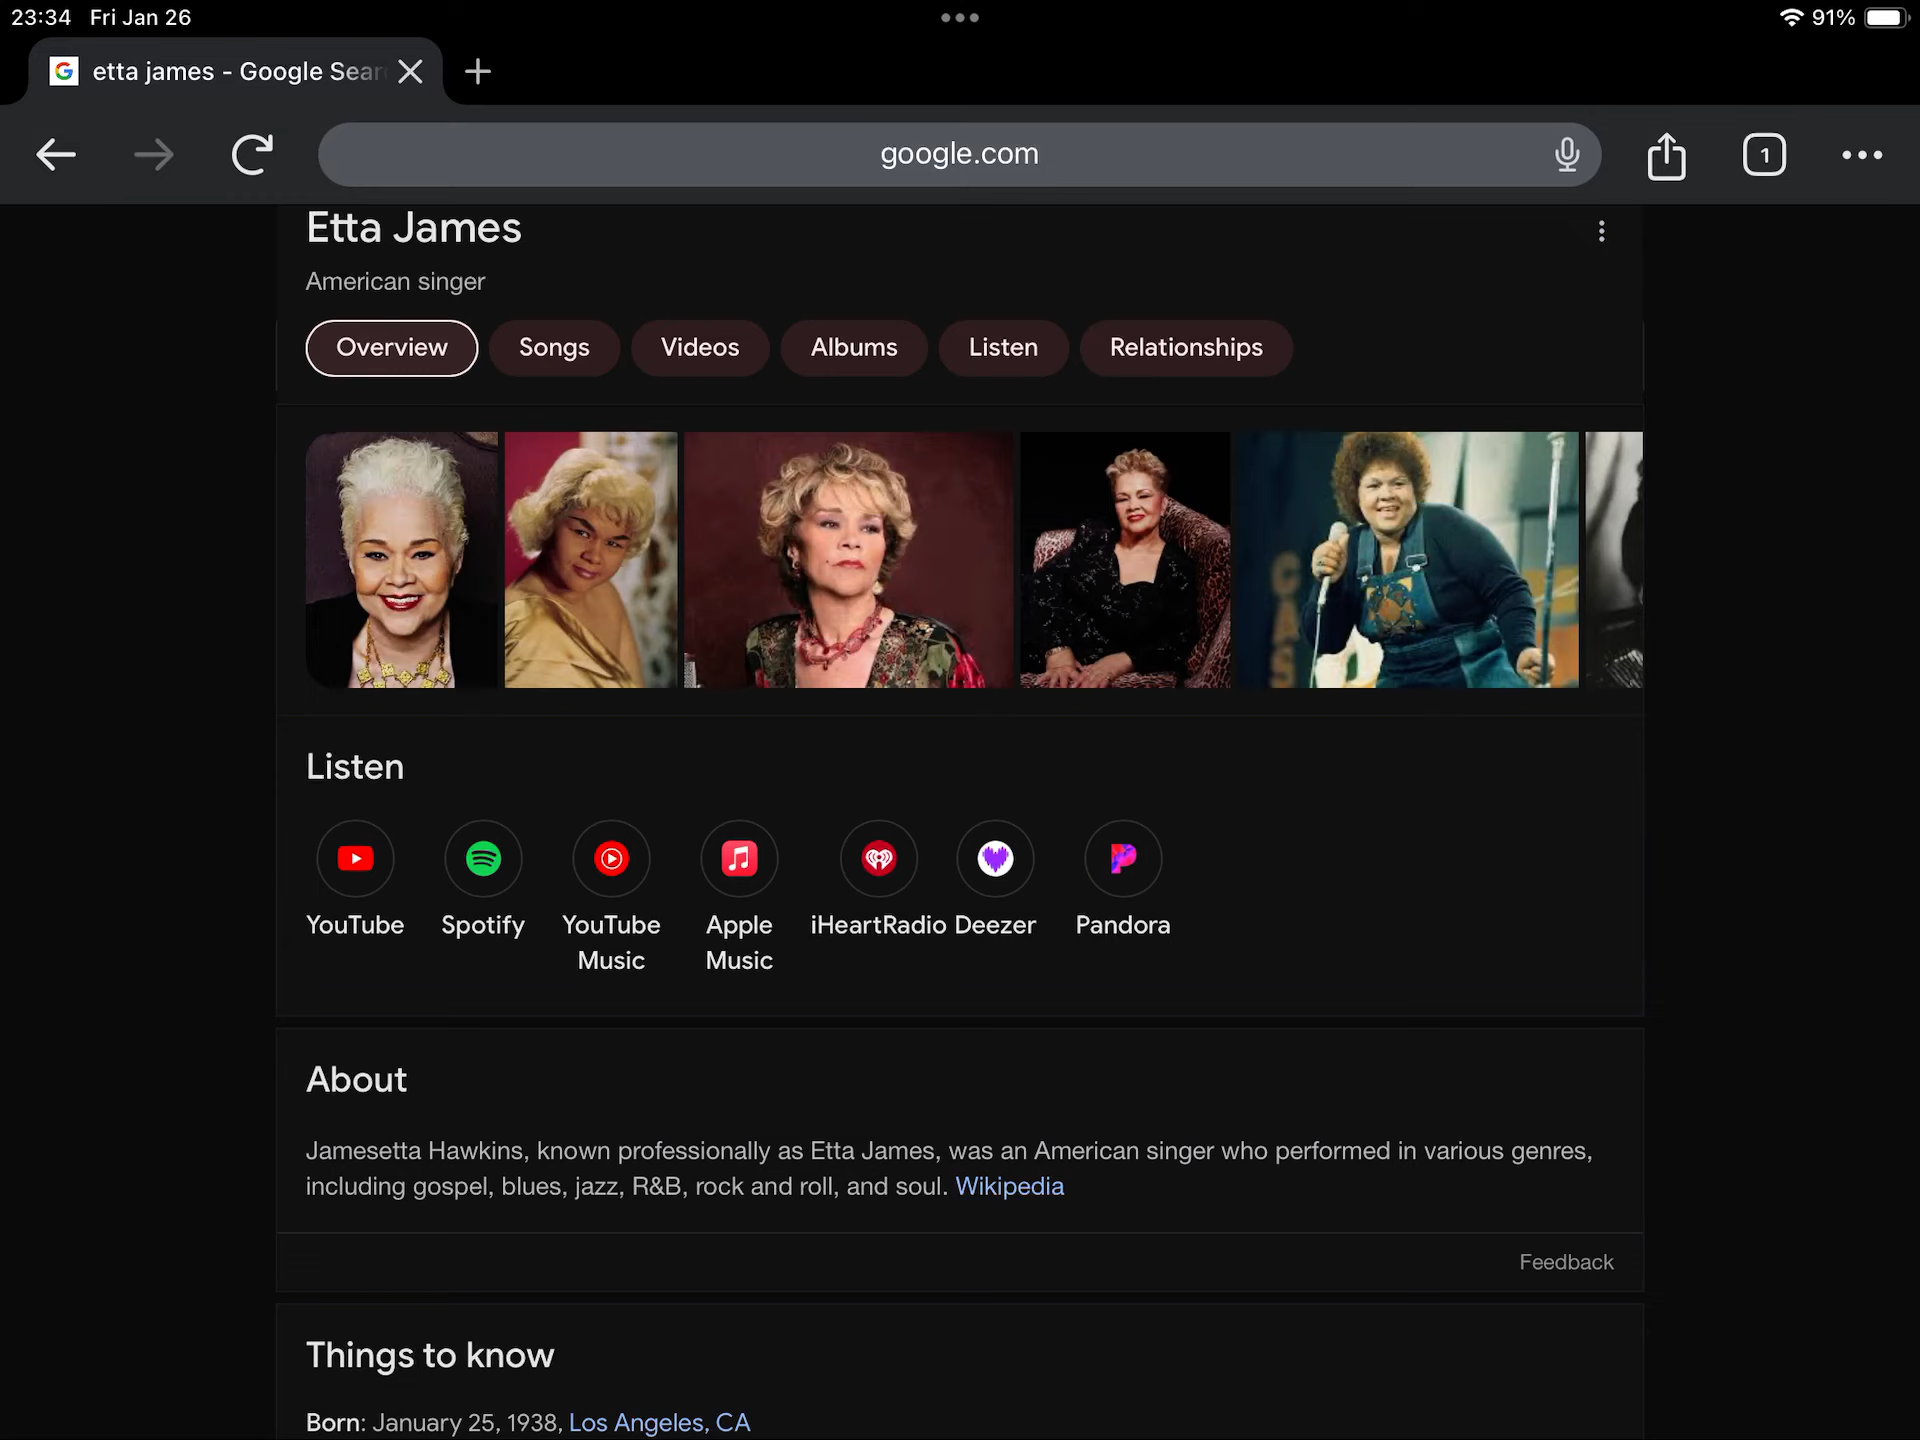 23:34 Fri Jan 26
91%
etta james - Google Sear
google.com
1
Etta James
American singer
Overview
Songs
Videos
Albums
Listen
Relationships
CAS
Listen
YouTube
Spotify
YouTube Music
Apple Music
iHeartRadio
Deezer
Pandora
About
Jamesetta Hawkins, known professionally as Etta James, was an American singer who performed in various genres,
including gospel, blues, jazz, R&B, rock and roll, and soul. Wikipedia
Feedback
Things to know
Born: January 25, 1938, Los Angeles, CA